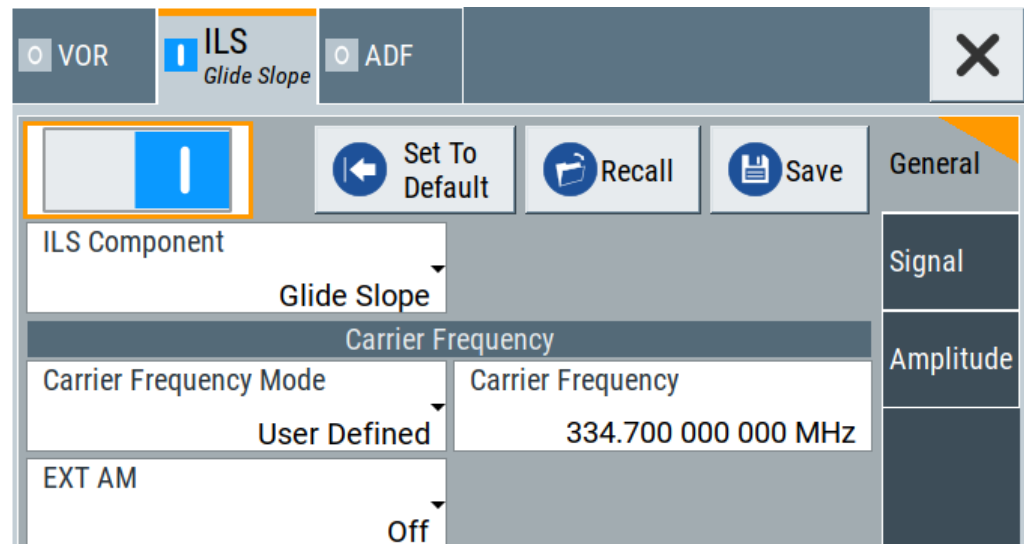 VOR
ILS
Glide Slope
ADF
Set To
Default
Recall
Save
General
ILS Component
Glide Slope
Signal
Carrier Frequency
Amplitude
Carrier Frequency Mode
User Defined
Carrier Frequency
334.700 000 000 MHz
EXT AM
Off